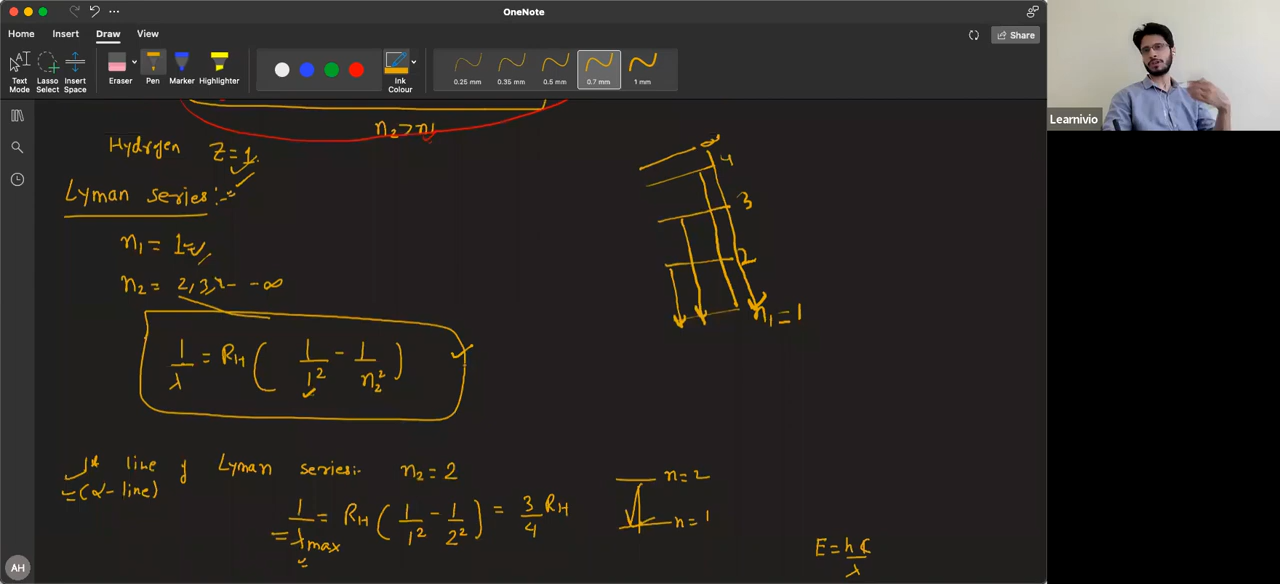 OneNote
Home Insert Draw View
Share
Text Mode
Lasso Select
Insert Space
Eraser
Pen
Marker
Highlighter
Ink Colour
0.25 mm
0.35 mm
0.5 mm
0.7 mm
1 mm
Learnivio
n₂>n₁
Hydrogen Z=1
Lyman series:-
n₁ = 1
n₂ = 2,3,4 - - ∞
1/λ = R_H ( 1/1² - 1/n₂² )
∞
4
3
2
n₁=1
1st line of Lyman series:- n₂=2
(α-line)
1/λmax = R_H ( 1/1² - 1/2² ) = 3/4 R_H
n=2
n=1
E=hc/λ
AH